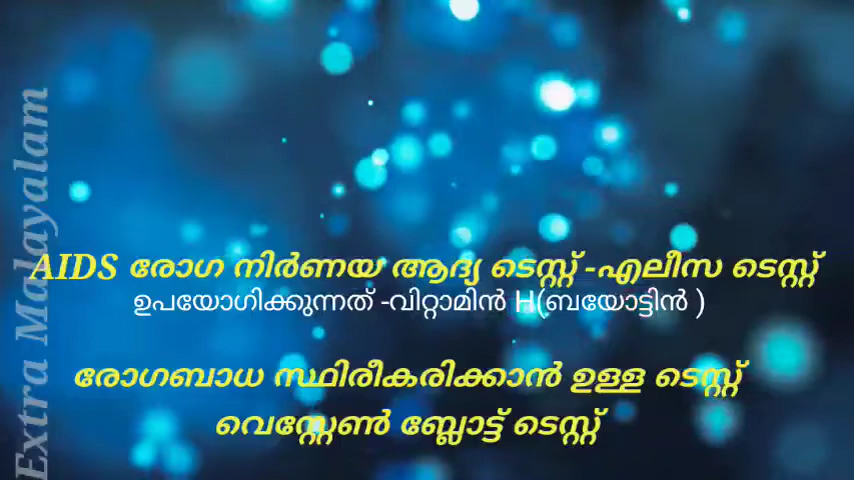 Extra Malayalam
AIDS രോഗ നിർണയ ആദ്യ ടെസ്റ്റ് -എലീസ ടെസ്റ്റ്
ഉപയോഗിക്കുന്നത് -വിറ്റാമിൻ H(ബയോട്ടിൻ )
രോഗബാധ സ്ഥിരീകരിക്കാൻ ഉള്ള ടെസ്റ്റ്
വെസ്റ്റേൺ ബ്ലോട്ട് ടെസ്റ്റ്